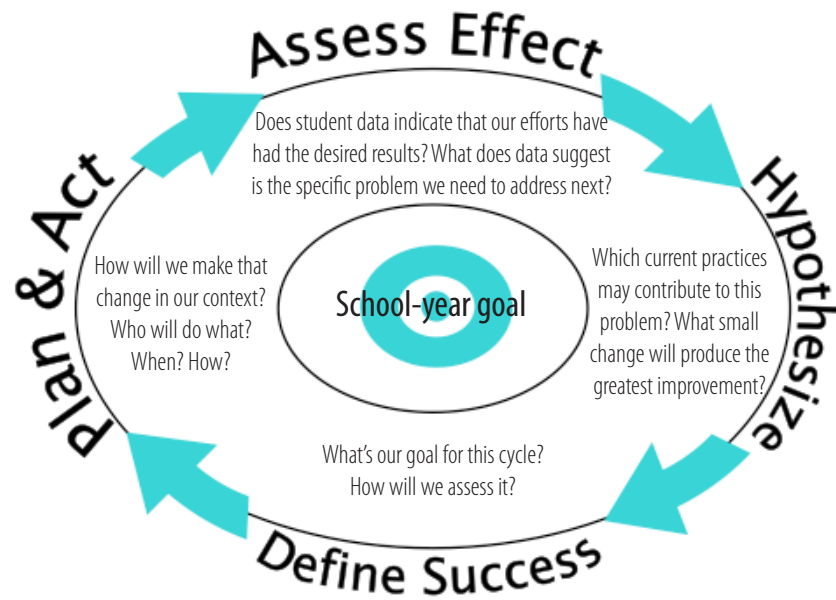 Assess Effect
Does student data indicate that our efforts have
had the desired results? What does data suggest
is the specific problem we need to address next?
Hypothesize
Which current practices
may contribute to this
problem? What small
change will produce the
greatest improvement?
Define Success
What's our goal for this cycle?
How will we assess it?
Plan & Act
How will we make that
change in our context?
Who will do what?
When? How?
School-year goal